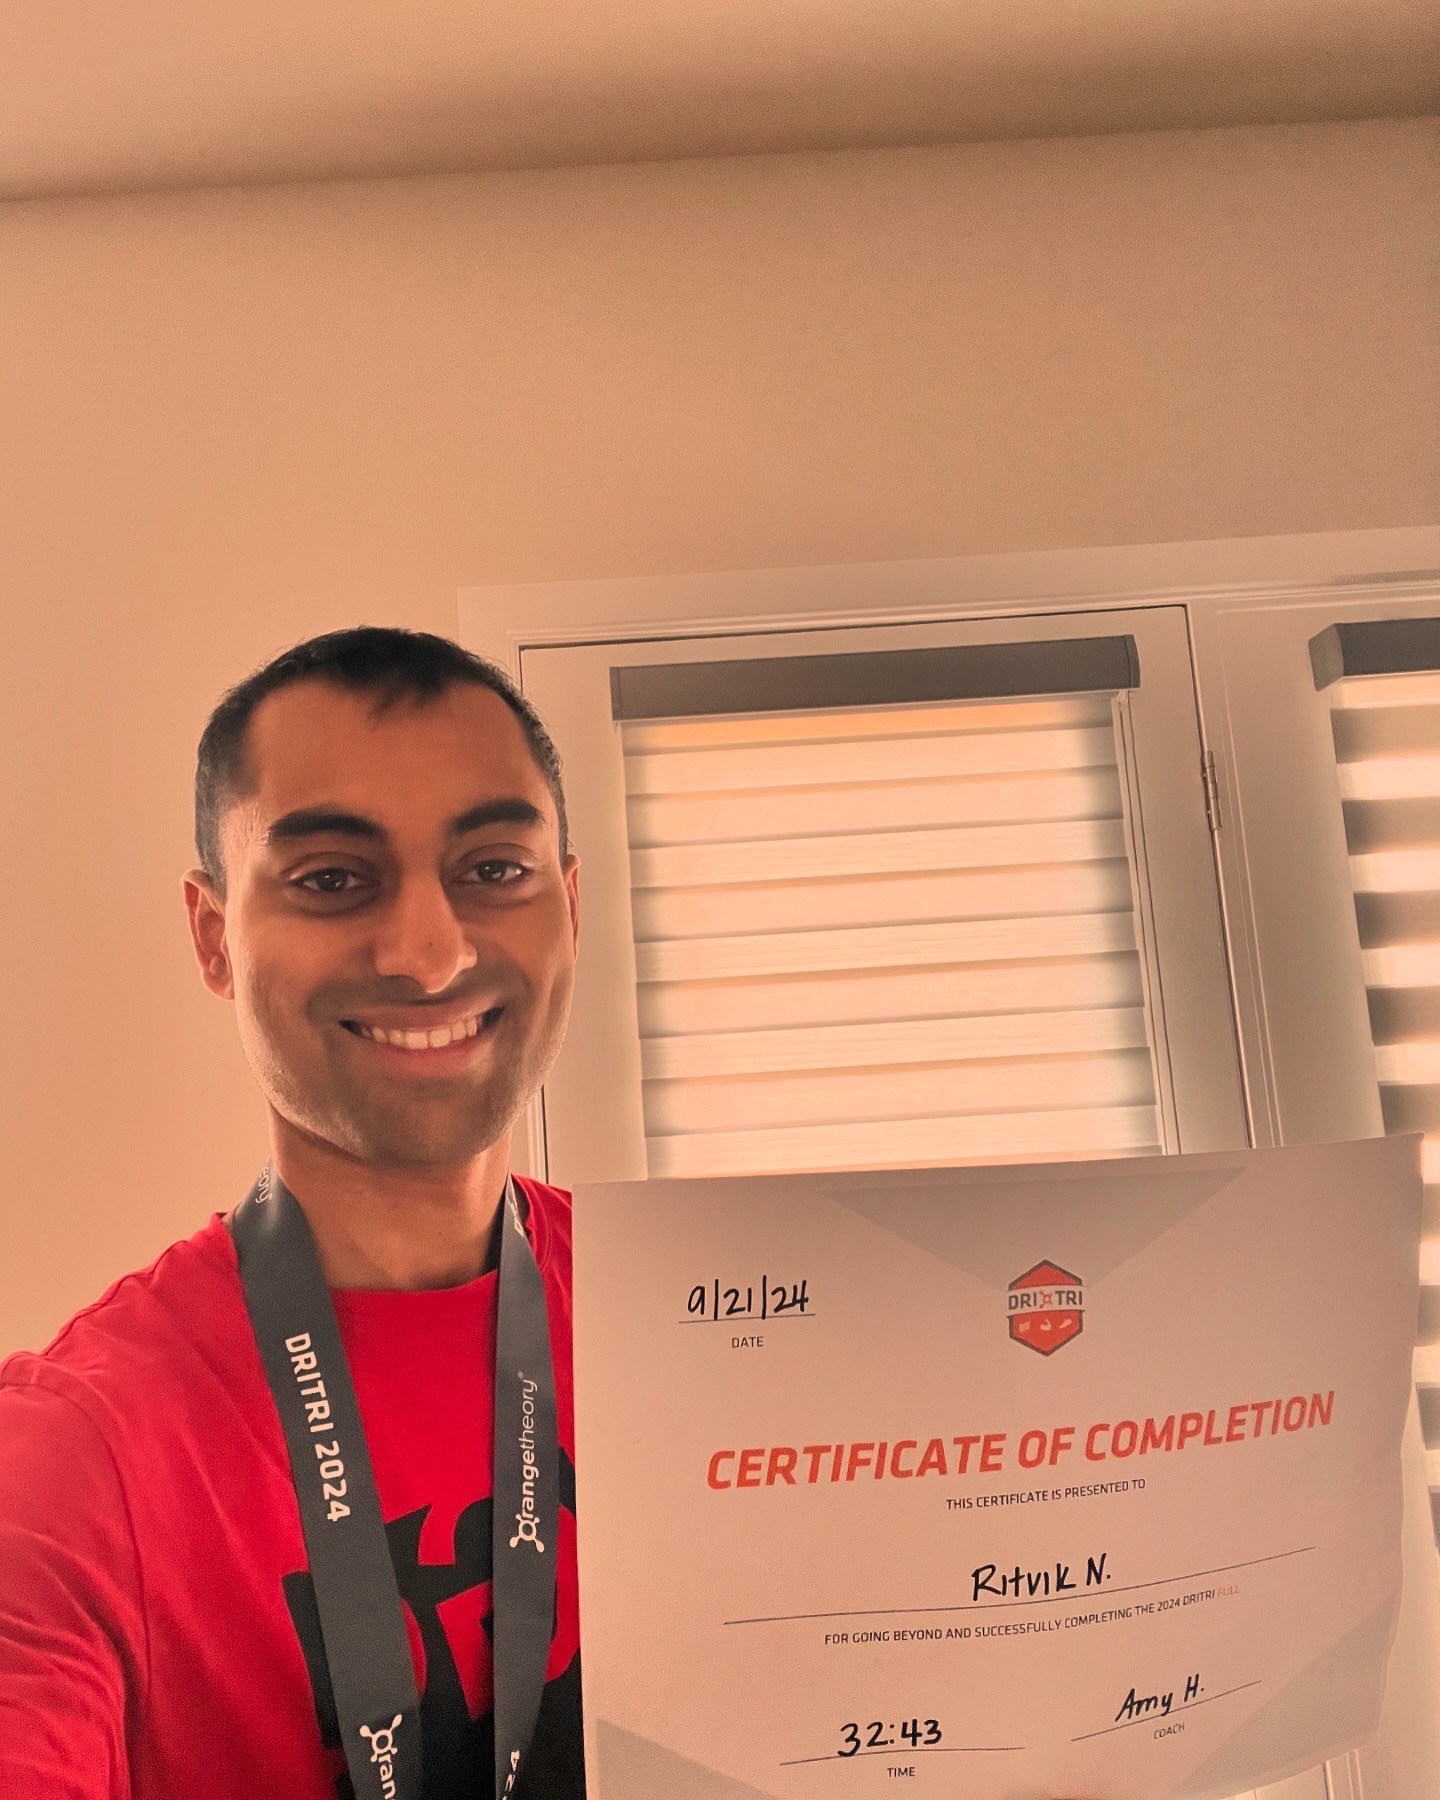 9/21/24
DATE
DRI TRI
CERTIFICATE OF COMPLETION
THIS CERTIFICATE IS PRESENTED TO
Ritvik N.
FOR GOING BEYOND AND SUCCESSFULLY COMPLETING THE 2024 DRITRI FULL
32:43
TIME
Amy H.
COACH
DRITRI 2024
Orangetheory®